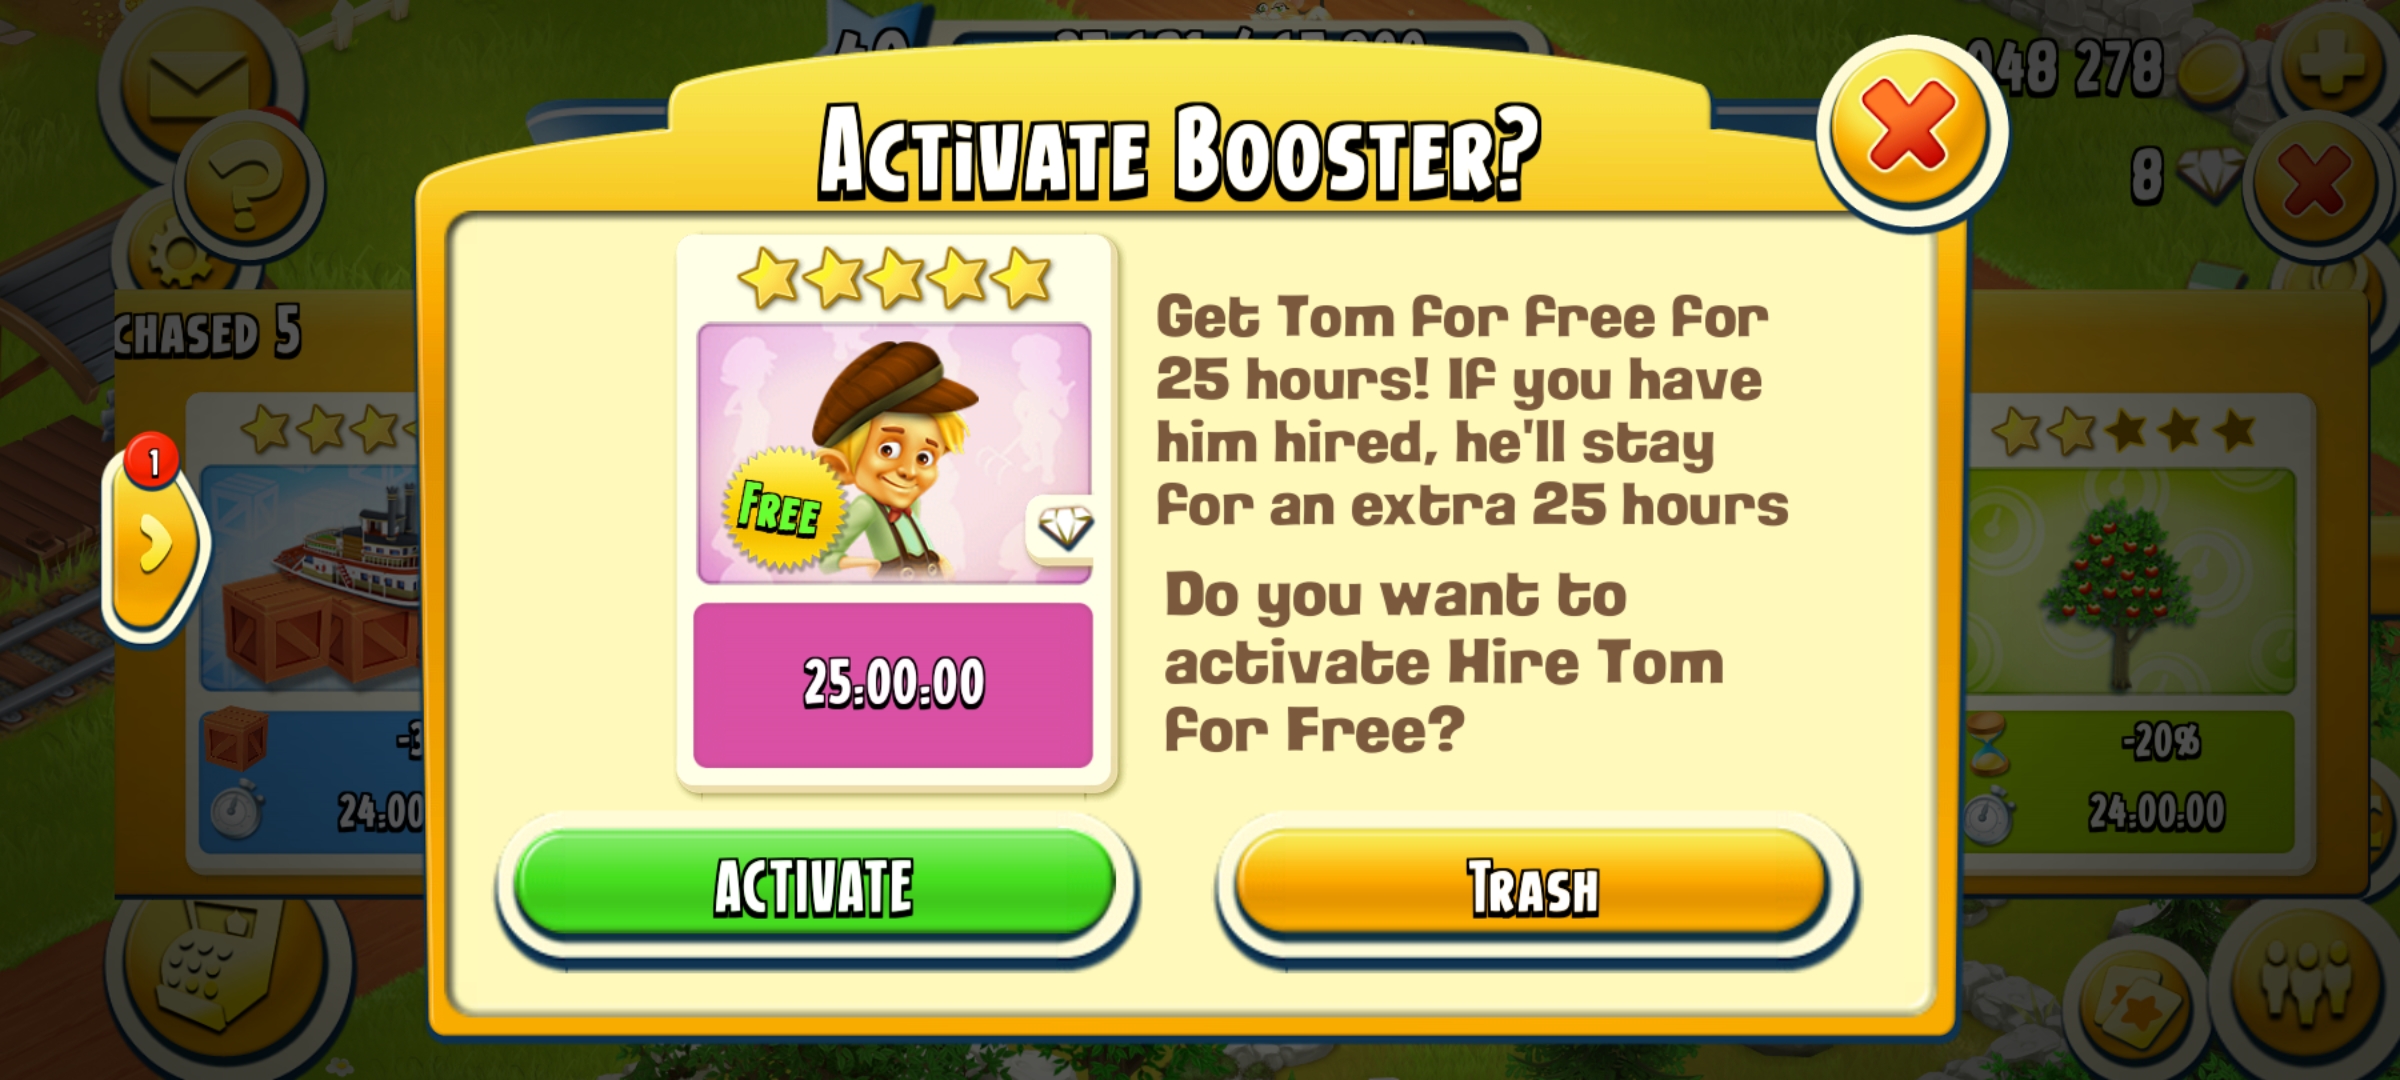 048 278
8
ACTIVATE BOOSTER?
CHASED 5
1
FREE
25:00:00
Get Tom for free for
25 hours! If you have
him hired, he'll stay
for an extra 25 hours
Do you want to
activate Hire Tom
for Free?
-3
24:00
-20%
24:00:00
ACTIVATE
TRASH